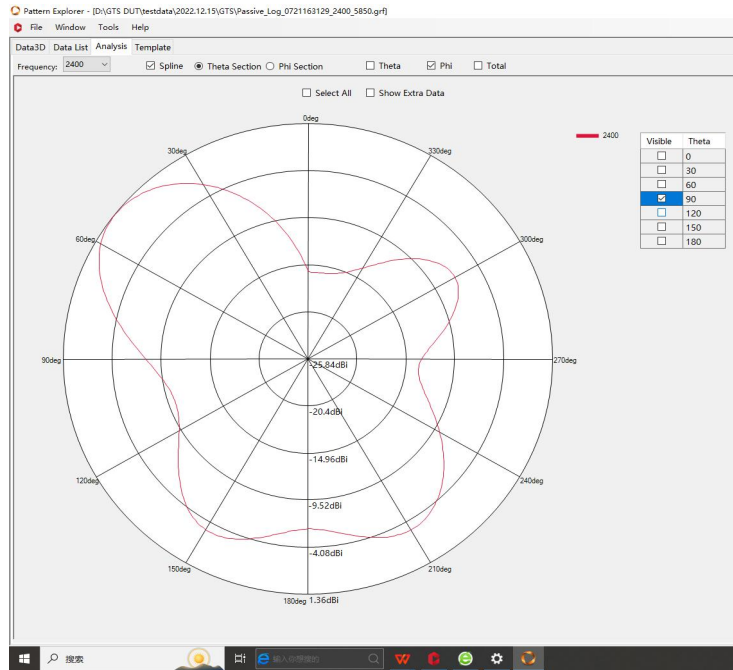 Pattern Explorer - [D:\GTS DUT\testdata\2022.12.15\GTS\Passive_Log_0721163129_2400_5850.grf]
File Window Tools Help
Data3D Data List Analysis Template
Frequency: 2400 Spline Theta Section Phi Section Theta Phi Total
Select All Show Extra Data
0deg
2400
Visible Theta
30deg
330deg
0
30
60
90
120
150
180
60deg
300deg
90deg
270deg
-25.84dBi
-20.4dBi
-14.96dBi
120deg
240deg
-9.52dBi
-4.08dBi
150deg
210deg
180deg 1.36dBi
搜索